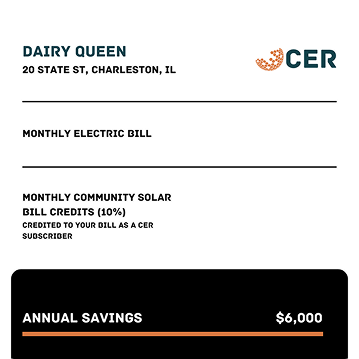 DAIRY QUEEN
20 STATE ST, CHARLESTON, IL
CER
MONTHLY ELECTRIC BILL
MONTHLY COMMUNITY SOLAR
BILL CREDITS (10%)
CREDITED TO YOUR BILL AS A CER
SUBSCRIBER
ANNUAL SAVINGS $6,000